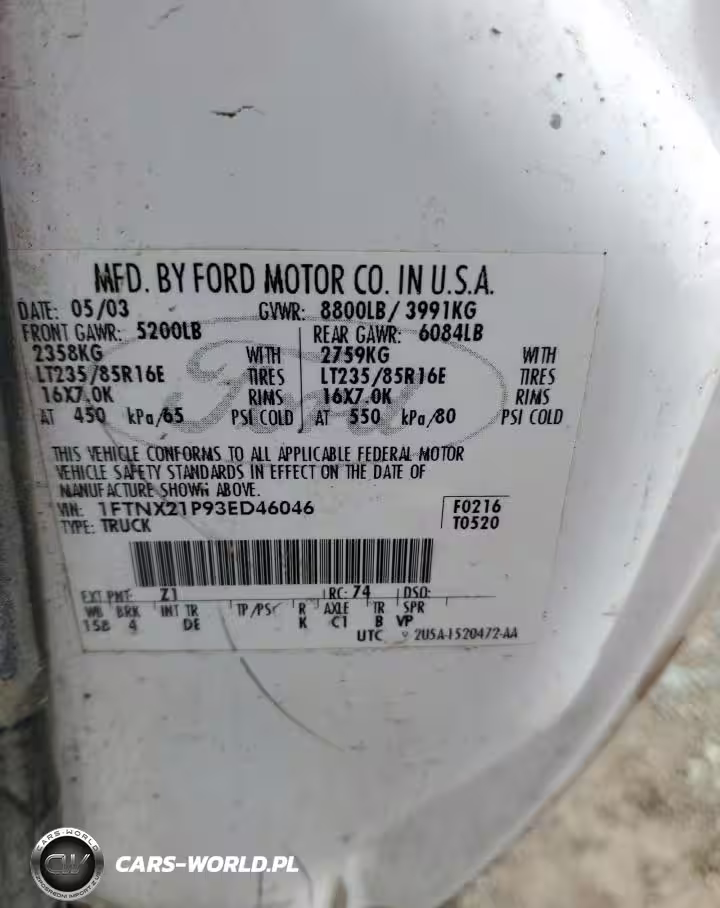 MFD. BY FORD MOTOR CO. IN U.S.A.
DATE: 05/03 GVWR: 8800LB/ 3991KG
FRONT GAWR: 5200LB REAR GAWR: 6084LB
2358KG WITH 2759KG WITH
LT235/85R16E TIRES LT235/85R16E TIRES
16X7.0K RIMS 16X7.0K RIMS
AT 450 kPa/65 PSI COLD AT 550 kPa/80 PSI COLD
THIS VEHICLE CONFORMS TO ALL APPLICABLE FEDERAL MOTOR
VEHICLE SAFETY STANDARDS IN EFFECT ON THE DATE OF
MANUFACTURE SHOWN ABOVE.
VIN: 1FTNX21P93ED46046 F0216
TYPE: TRUCK T0520
EXT PNT: Z1 RC: 74 DSO:
WB BRK INT TR TP/PS R AXLE TR SPR
158 4 DE K C1 B VP
UTC 2U5A-1520472-AA
Ford
CARS-WORLD
CW
CARS-WORLD.PL